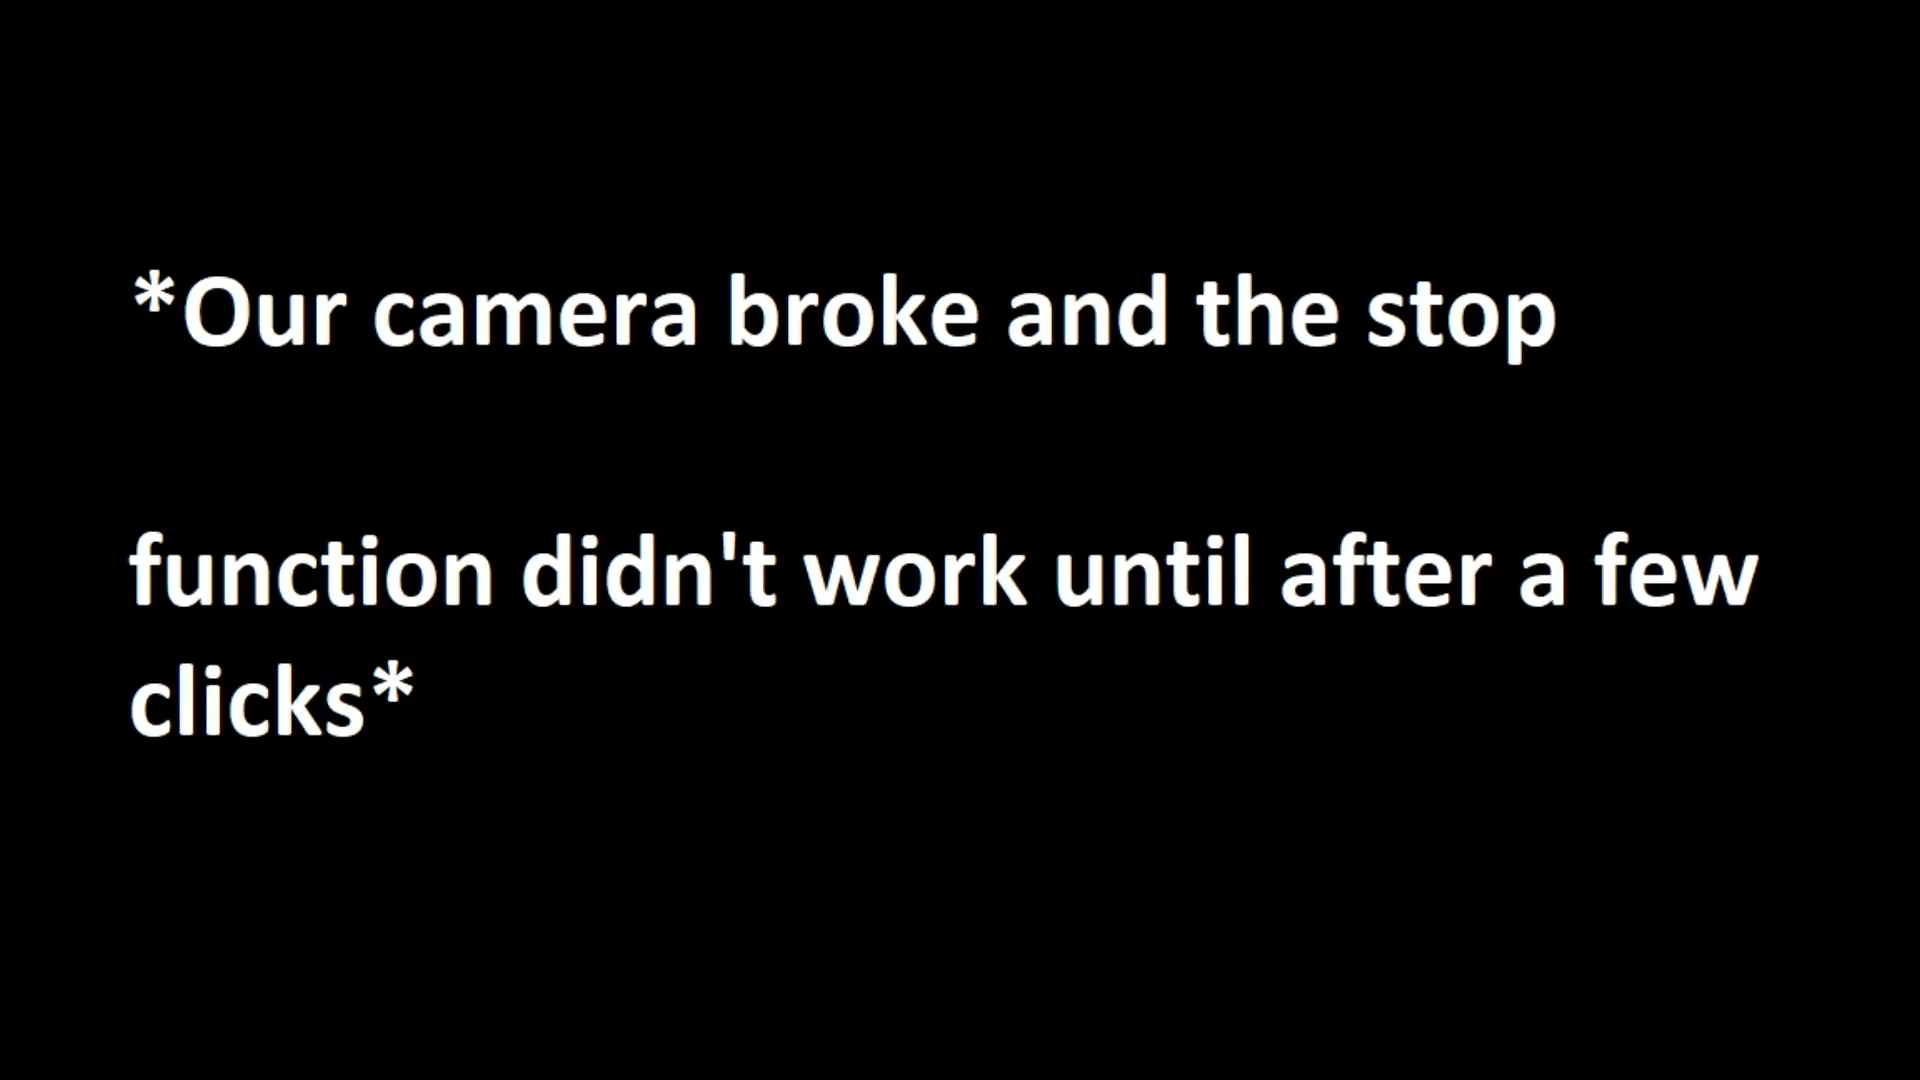 *Our camera broke and the stop
function didn't work until after a few
clicks*